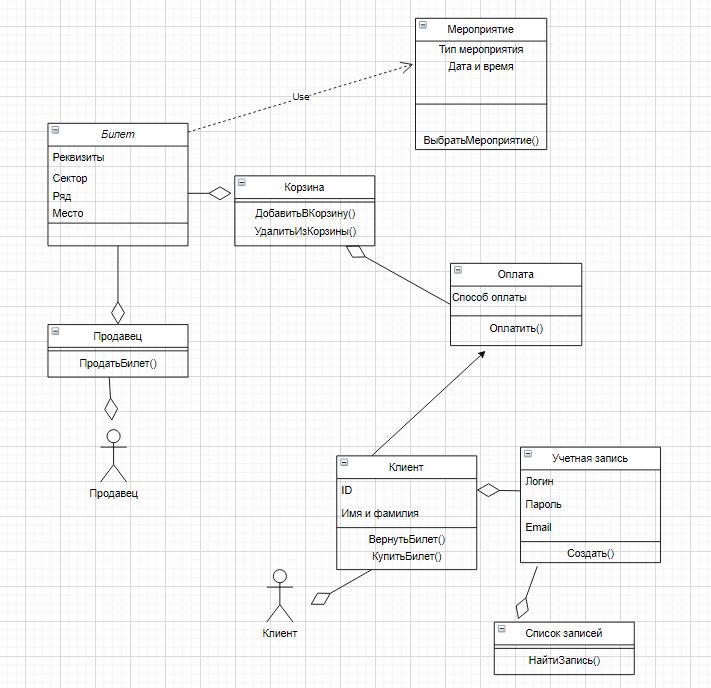 Мероприятие
Тип мероприятия
Дата и время
ВыбратьМероприятие()
Use
Билет
Реквизиты
Сектор
Ряд
Место
Корзина
ДобавитьВКорзину()
УдалитьИзКорзины()
Оплата
Способ оплаты
Оплатить()
Продавец
ПродатьБилет()
Продавец
Клиент
ID
Имя и фамилия
ВернутьБилет()
КупитьБилет()
Учетная запись
Логин
Пароль
Email
Создать()
Клиент
Список записей
НайтиЗапись()